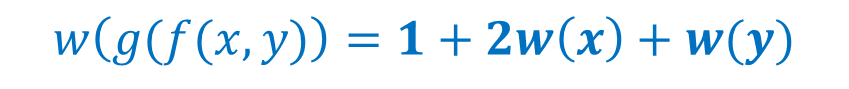 w(g(f(x, y)) = 1 + 2w(x) + w(y)